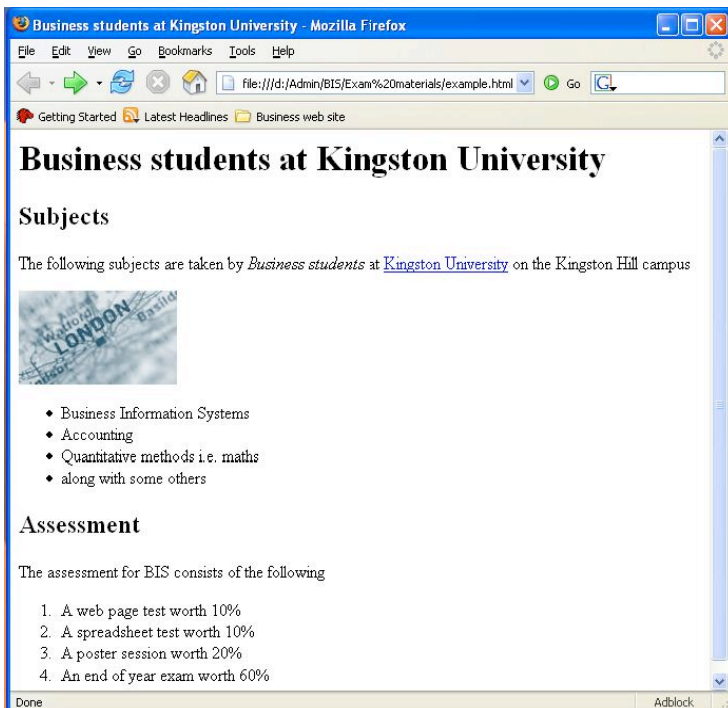 Business students at Kingston University - Mozilla Firefox
File Edit View Go Bookmarks Tools Help
file:///d:/Admin/BIS/Exam%20materials/example.html Go G
Getting Started Latest Headlines Business web site
Business students at Kingston University
Subjects
The following subjects are taken by Business students at Kingston University on the Kingston Hill campus
Watford LONDON Basild
• Business Information Systems
• Accounting
• Quantitative methods i.e. maths
• along with some others
Assessment
The assessment for BIS consists of the following
1. A web page test worth 10%
2. A spreadsheet test worth 10%
3. A poster session worth 20%
4. An end of year exam worth 60%
Done Adblock